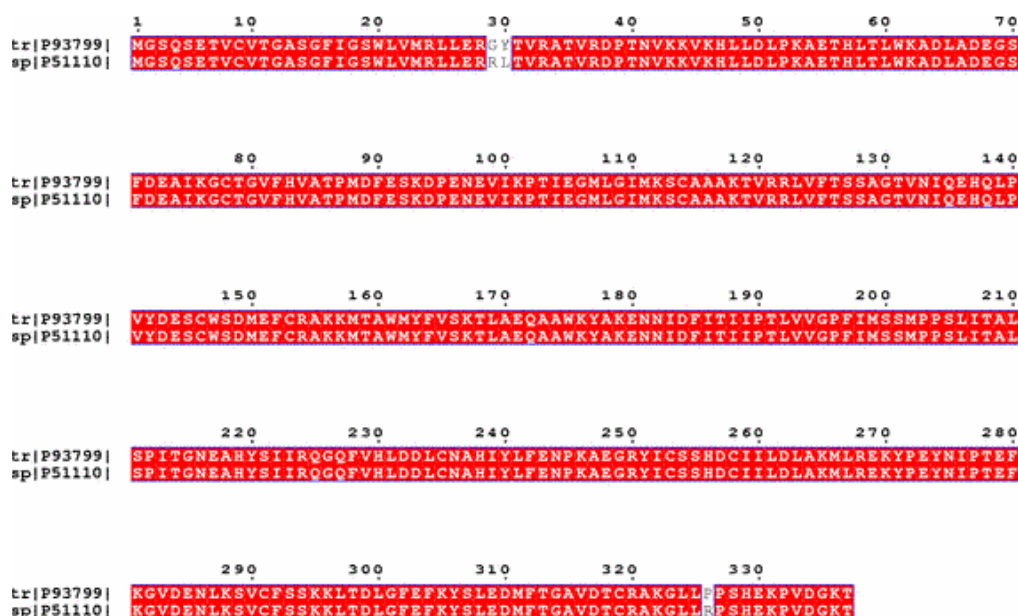 1 10 20 30 40 50 60 70
tr|P93799| MGSQSETVCVTGASGFIGSWLVMRLLERGYTVRATVRDPTNVKKVKHLLDLPKAETHLTLWKADLADEGS
sp|P51110| MGSQSETVCVTGASGFIGSWLVMRLLERRLTVRATVRDPTNVKKVKHLLDLPKAETHLTLWKADLADEGS
80 90 100 110 120 130 140
tr|P93799| FDEAIKGCTGVFHVATPMDFESKDPENEVIKPTIEGMLGIMKSCAAAKTVRRLVFTSSAGTVNIQEHQLP
sp|P51110| FDEAIKGCTGVFHVATPMDFESKDPENEVIKPTIEGMLGIMKSCAAAKTVRRLVFTSSAGTVNIQEHQLP
150 160 170 180 190 200 210
tr|P93799| VYDESCWSDMEFCRAKKMTAWMYFVSKTLAEQAAWKYAKENNIDFITIIPTLVVGPFIMSSMPPSLITAL
sp|P51110| VYDESCWSDMEFCRAKKMTAWMYFVSKTLAEQAAWKYAKENNIDFITIIPTLVVGPFIMSSMPPSLITAL
220 230 240 250 260 270 280
tr|P93799| SPITGNEAHYSIIRQGQFVHLDDLCNAHIYLFENPKAEGRYICSSHDCIILDLAKMLREKYPEYNIPTEF
sp|P51110| SPITGNEAHYSIIRQGQFVHLDDLCNAHIYLFENPKAEGRYICSSHDCIILDLAKMLREKYPEYNIPTEF
290 300 310 320 330
tr|P93799| KGVDENLKSVCFSSKKLTDLGFEFKYSLEDMFTGAVDTCRAKGLLPPSHEKPVDGKT
sp|P51110| KGVDENLKSVCFSSKKLTDLGFEFKYSLEDMFTGAVDTCRAKGLLRPSHEKPVDGKT